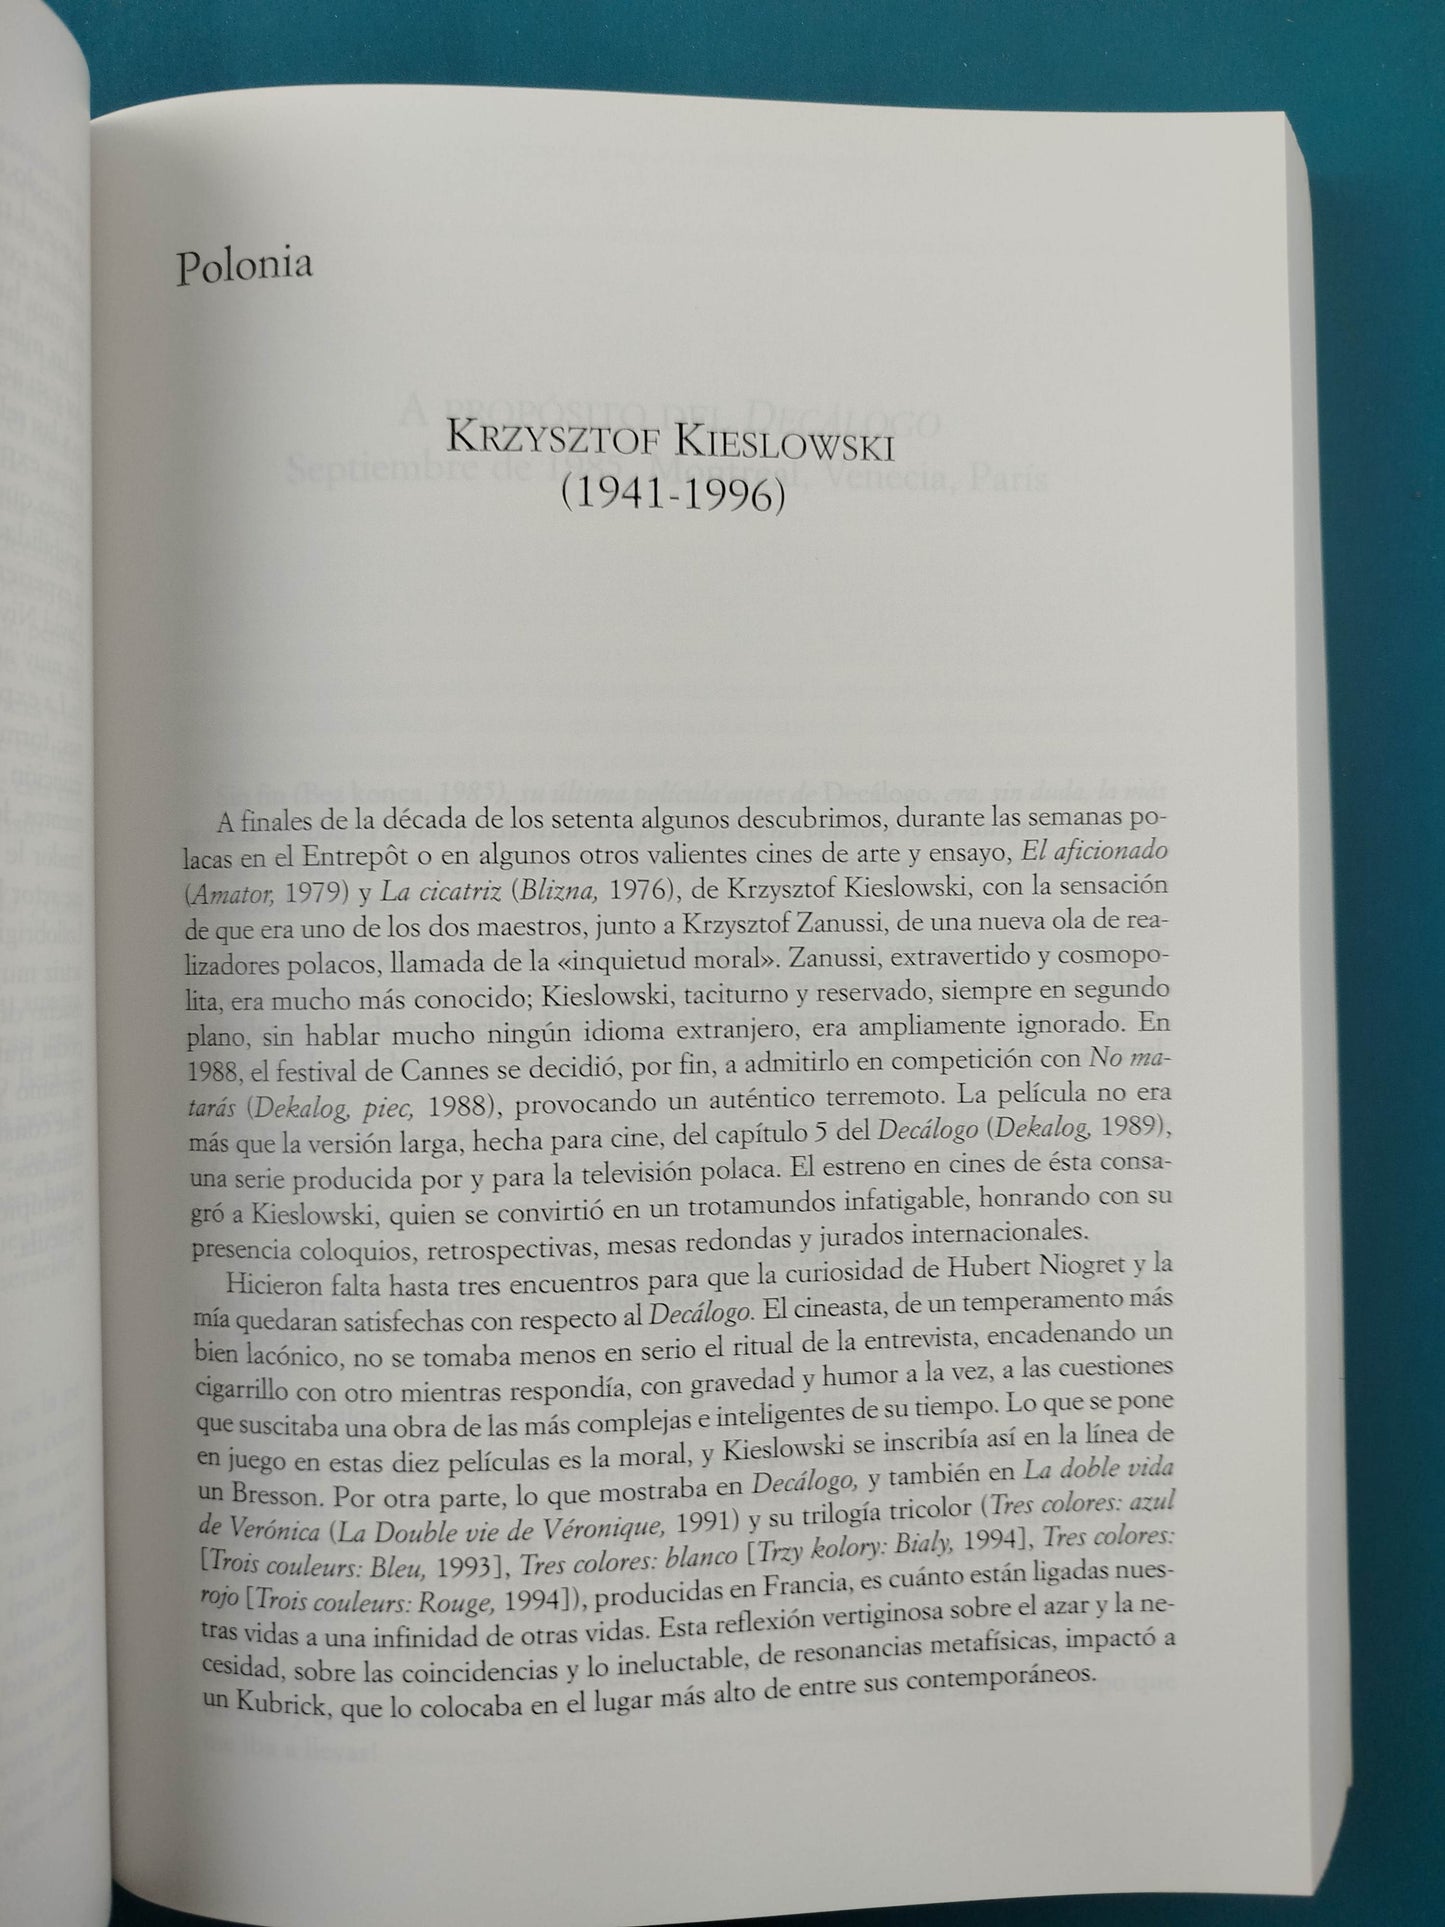 Polonia
KRZYSZTOF KIESLOWSKI
(1941-1996)
A finales de la década de los setenta algunos descubrimos, durante las semanas po-
lacas en el Entrepôt o en algunos otros valientes cines de arte y ensayo, El aficionado
(Amator, 1979) y La cicatriz (Blizna, 1976), de Krzysztof Kieslowski, con la sensación
de que era uno de los dos maestros, junto a Krzysztof Zanussi, de una nueva ola de rea-
lizadores polacos, llamada de la «inquietud moral». Zanussi, extravertido y cosmopo-
lita, era mucho más conocido; Kieslowski, taciturno y reservado, siempre en segundo
plano, sin hablar mucho ningún idioma extranjero, era ampliamente ignorado. En
1988, el festival de Cannes se decidió, por fin, a admitirlo en competición con No ma-
tarás (Dekalog, piec, 1988), provocando un auténtico terremoto. La película no era
más que la versión larga, hecha para cine, del capítulo 5 del Decálogo (Dekalog, 1989),
una serie producida por y para la televisión polaca. El estreno en cines de ésta consa-
gró a Kieslowski, quien se convirtió en un trotamundos infatigable, honrando con su
presencia coloquios, retrospectivas, mesas redondas y jurados internacionales.
Hicieron falta hasta tres encuentros para que la curiosidad de Hubert Niogret y la
mía quedaran satisfechas con respecto al Decálogo. El cineasta, de un temperamento más
bien lacónico, no se tomaba menos en serio el ritual de la entrevista, encadenando un
cigarrillo con otro mientras respondía, con gravedad y humor a la vez, a las cuestiones
que suscitaba una obra de las más complejas e inteligentes de su tiempo. Lo que se pone
en juego en estas diez películas es la moral, y Kieslowski se inscribía así en la línea de
un Bresson. Por otra parte, lo que mostraba en Decálogo, y también en La doble vida
de Verónica (La Double vie de Véronique, 1991) y su trilogía tricolor (Tres colores: azul
[Trois couleurs: Bleu, 1993], Tres colores: blanco [Trzy kolory: Bialy, 1994], Tres colores:
rojo [Trois couleurs: Rouge, 1994]), producidas en Francia, es cuánto están ligadas nues-
tras vidas a una infinidad de otras vidas. Esta reflexión vertiginosa sobre el azar y la ne-
cesidad, sobre las coincidencias y lo ineluctable, de resonancias metafísicas, impactó a
un Kubrick, que lo colocaba en el lugar más alto de entre sus contemporáneos.